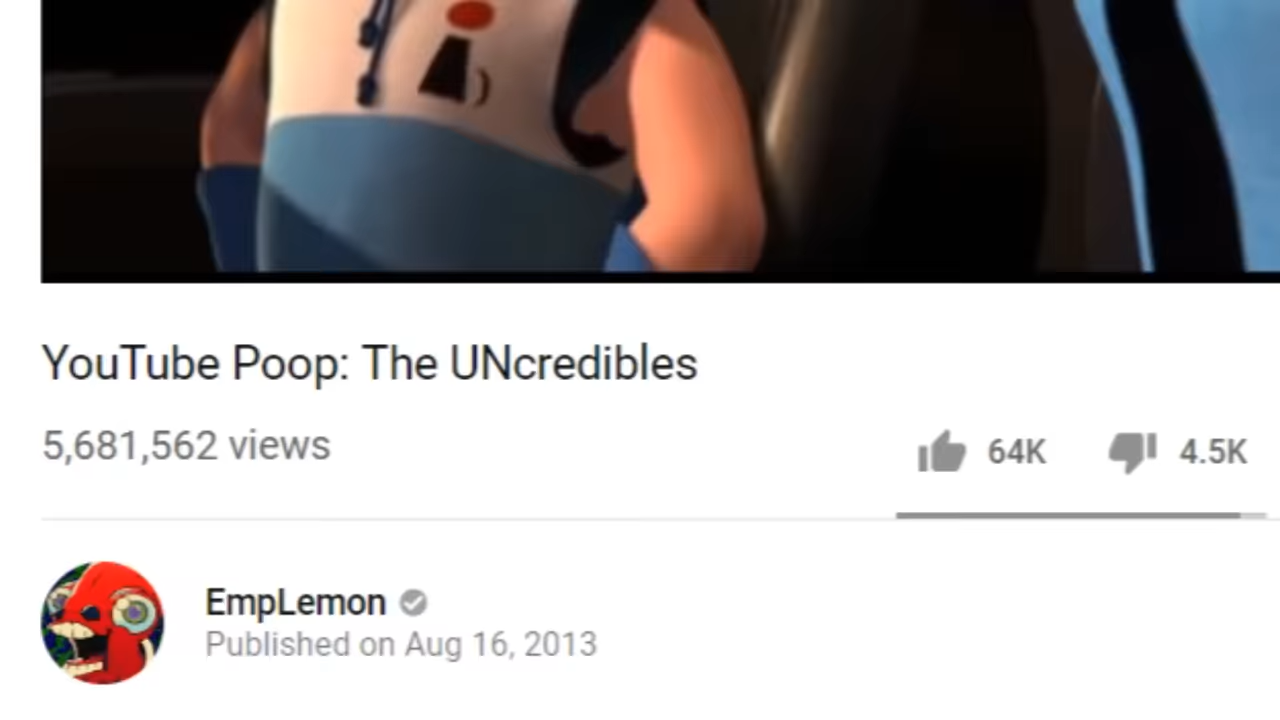 YouTube Poop: The UNcredibles
5,681,562 views
64K 4.5K
EmpLemon
Published on Aug 16, 2013